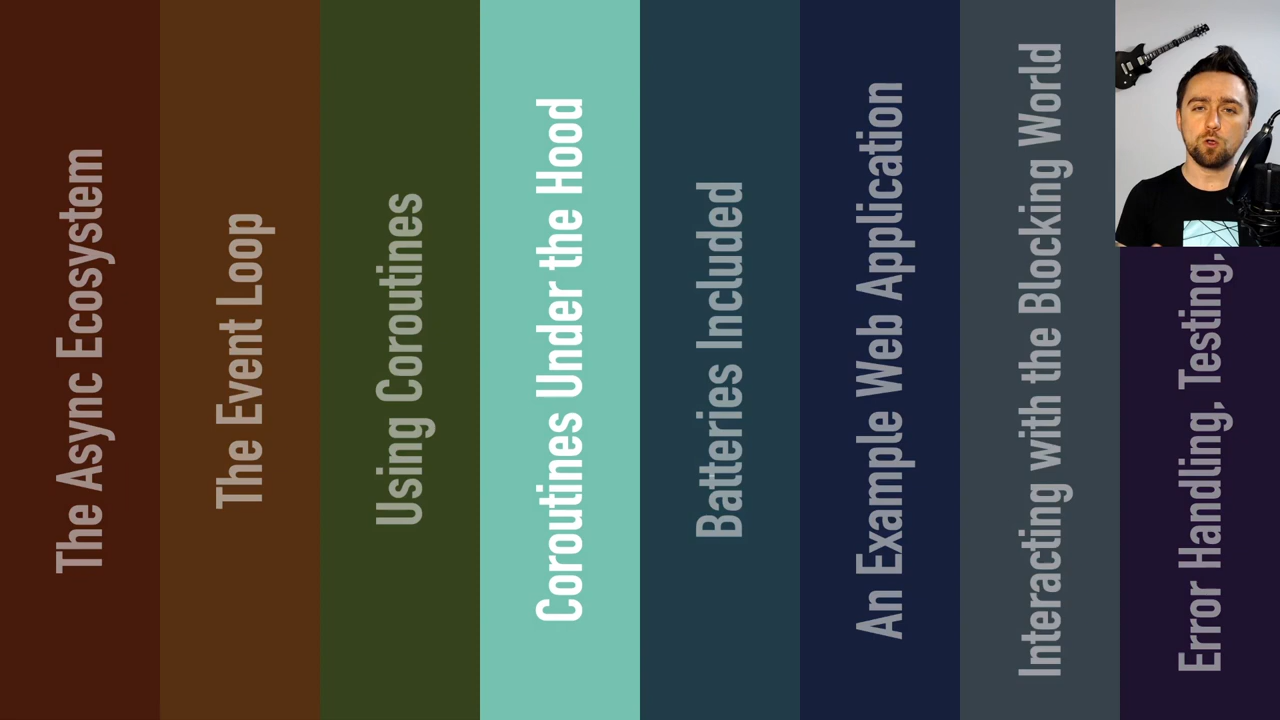 The Async Ecosystem
The Event Loop
Using Coroutines
Coroutines Under the Hood
Batteries Included
An Example Web Application
Interacting with the Blocking World
Error Handling, Testing,